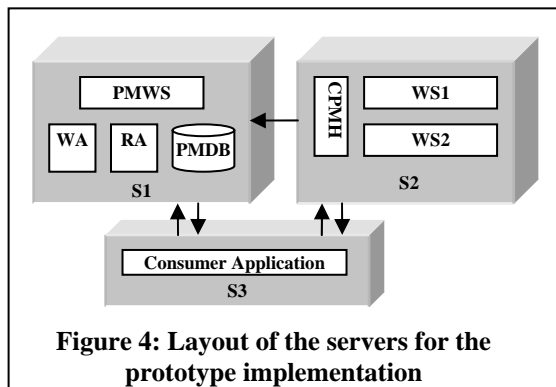 PMWS
WA
RA
PMDB
S1
CPMH
WS1
WS2
S2
Consumer Application
S3
Figure 4: Layout of the servers for the
prototype implementation